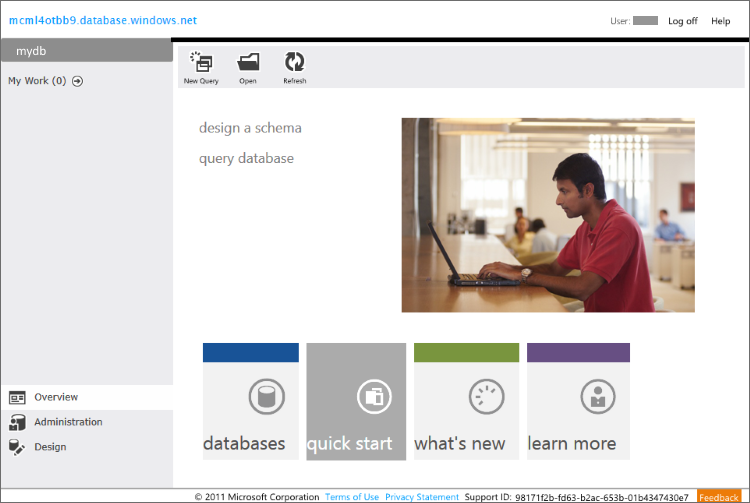 mcml4otbb9.database.windows.net
User: Log off Help
mydb
My Work (0)
New Query Open Refresh
design a schema
query database
databases quick start what's new learn more
Overview
Administration
Design
© 2011 Microsoft Corporation Terms of Use Privacy Statement Support ID: 98171f2b-fd63-b2ac-653b-01b4347430e7 Feedback